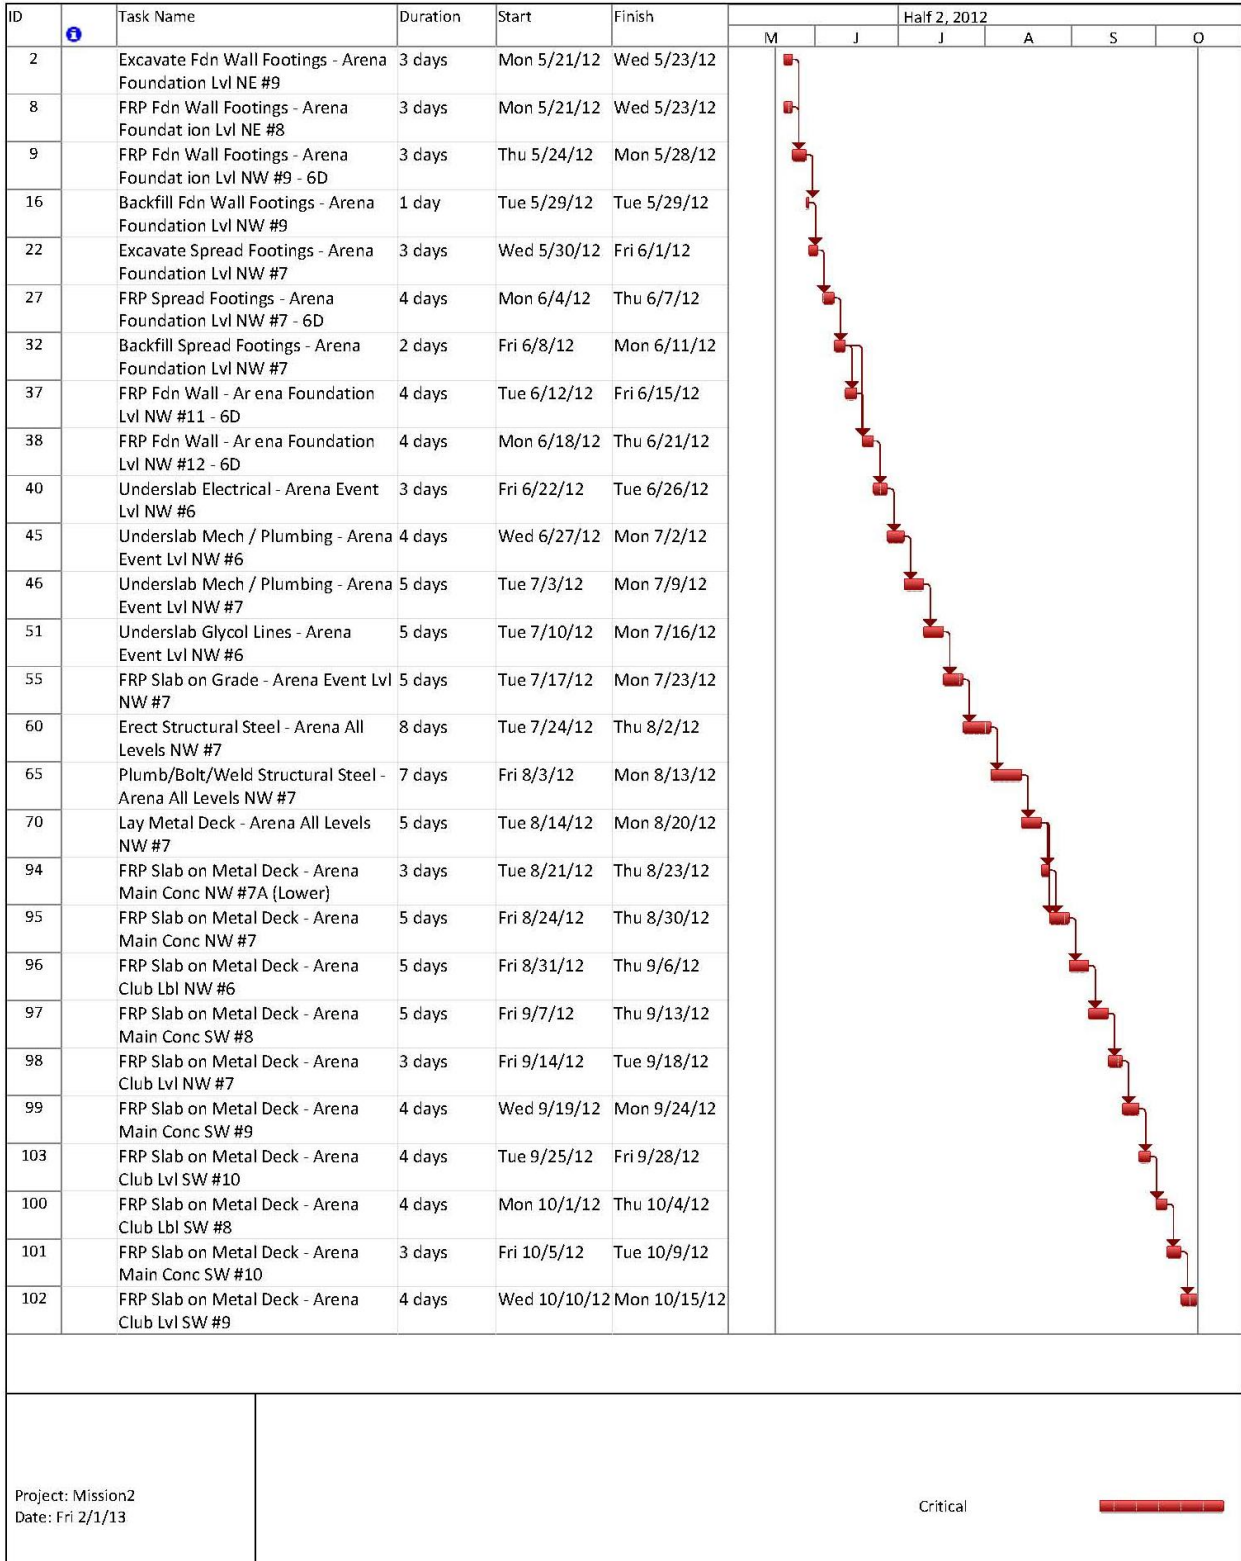 ID Task Name Duration Start Finish Half 2, 2012
M J J A S O
2 Excavate Fdn Wall Footings - Arena 3 days Mon 5/21/12 Wed 5/23/12
Foundation Lvl NE #9
8 FRP Fdn Wall Footings - Arena 3 days Mon 5/21/12 Wed 5/23/12
Foundat ion Lvl NE #8
9 FRP Fdn Wall Footings - Arena 3 days Thu 5/24/12 Mon 5/28/12
Foundat ion Lvl NW #9 - 6D
16 Backfill Fdn Wall Footings - Arena 1 day Tue 5/29/12 Tue 5/29/12
Foundation Lvl NW #9
22 Excavate Spread Footings - Arena 3 days Wed 5/30/12 Fri 6/1/12
Foundation Lvl NW #7
27 FRP Spread Footings - Arena 4 days Mon 6/4/12 Thu 6/7/12
Foundation Lvl NW #7 - 6D
32 Backfill Spread Footings - Arena 2 days Fri 6/8/12 Mon 6/11/12
Foundation Lvl NW #7
37 FRP Fdn Wall - Ar ena Foundation 4 days Tue 6/12/12 Fri 6/15/12
Lvl NW #11 - 6D
38 FRP Fdn Wall - Ar ena Foundation 4 days Mon 6/18/12 Thu 6/21/12
Lvl NW #12 - 6D
40 Underslab Electrical - Arena Event 3 days Fri 6/22/12 Tue 6/26/12
Lvl NW #6
45 Underslab Mech / Plumbing - Arena 4 days Wed 6/27/12 Mon 7/2/12
Event Lvl NW #6
46 Underslab Mech / Plumbing - Arena 5 days Tue 7/3/12 Mon 7/9/12
Event Lvl NW #7
51 Underslab Glycol Lines - Arena 5 days Tue 7/10/12 Mon 7/16/12
Event Lvl NW #6
55 FRP Slab on Grade - Arena Event Lvl 5 days Tue 7/17/12 Mon 7/23/12
NW #7
60 Erect Structural Steel - Arena All 8 days Tue 7/24/12 Thu 8/2/12
Levels NW #7
65 Plumb/Bolt/Weld Structural Steel - 7 days Fri 8/3/12 Mon 8/13/12
Arena All Levels NW #7
70 Lay Metal Deck - Arena All Levels 5 days Tue 8/14/12 Mon 8/20/12
NW #7
94 FRP Slab on Metal Deck - Arena 3 days Tue 8/21/12 Thu 8/23/12
Main Conc NW #7A (Lower)
95 FRP Slab on Metal Deck - Arena 5 days Fri 8/24/12 Thu 8/30/12
Main Conc NW #7
96 FRP Slab on Metal Deck - Arena 5 days Fri 8/31/12 Thu 9/6/12
Club Lbl NW #6
97 FRP Slab on Metal Deck - Arena 5 days Fri 9/7/12 Thu 9/13/12
Main Conc SW #8
98 FRP Slab on Metal Deck - Arena 3 days Fri 9/14/12 Tue 9/18/12
Club Lvl NW #7
99 FRP Slab on Metal Deck - Arena 4 days Wed 9/19/12 Mon 9/24/12
Main Conc SW #9
103 FRP Slab on Metal Deck - Arena 4 days Tue 9/25/12 Fri 9/28/12
Club Lvl SW #10
100 FRP Slab on Metal Deck - Arena 4 days Mon 10/1/12 Thu 10/4/12
Club Lbl SW #8
101 FRP Slab on Metal Deck - Arena 3 days Fri 10/5/12 Tue 10/9/12
Main Conc SW #10
102 FRP Slab on Metal Deck - Arena 4 days Wed 10/10/12 Mon 10/15/12
Club Lvl SW #9
Project: Mission2
Date: Fri 2/1/13
Critical